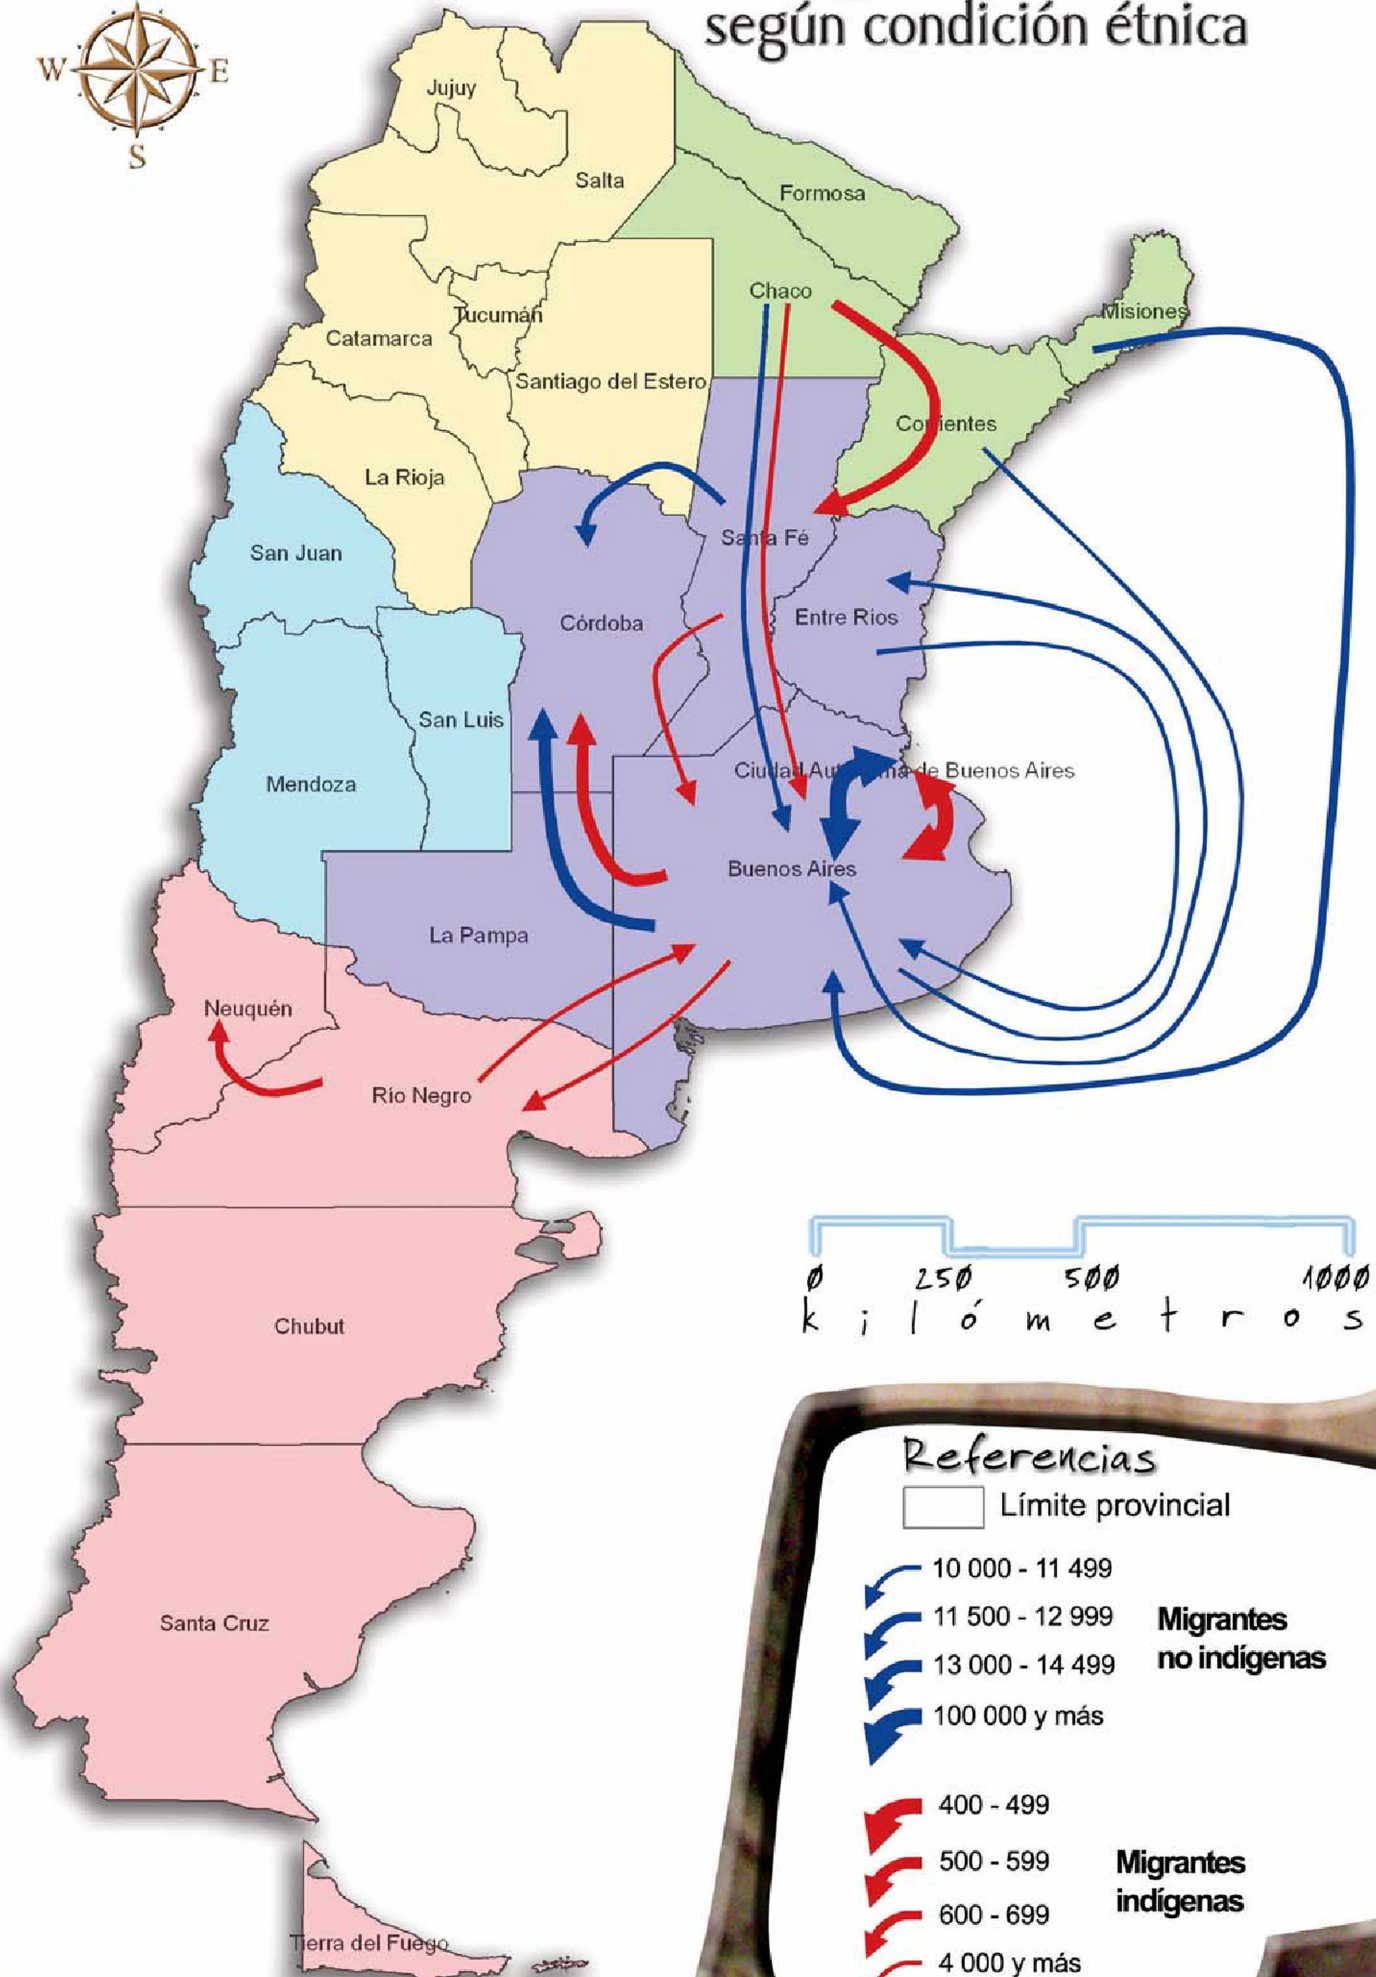 según condición étnica
W
E
S
Jujuy
Salta
Formosa
Chaco
Misiones
Tucumán
Catamarca
Santiago del Estero
Corrientes
La Rioja
Santa Fé
San Juan
Entre Rios
Córdoba
San Luis
Ciudad Autónoma de Buenos Aires
Mendoza
Buenos Aires
La Pampa
Neuquén
Río Negro
0 250 500 1000
kilómetros
Chubut
Referencias
Límite provincial
10 000 - 11 499
11 500 - 12 999
13 000 - 14 499
100 000 y más
Migrantes
no indígenas
Santa Cruz
400 - 499
500 - 599
600 - 699
4 000 y más
Migrantes
indígenas
Tierra del Fuego